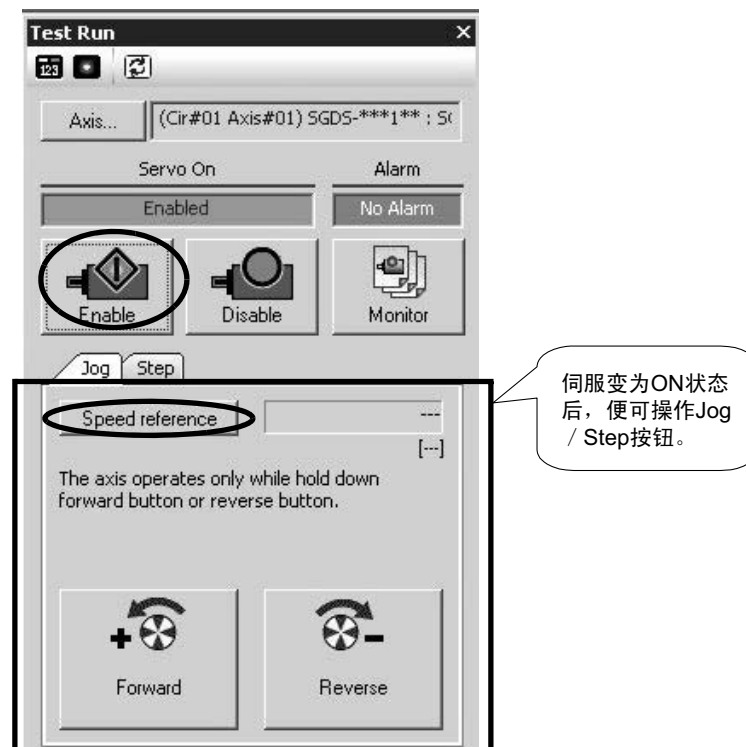 Test Run
123
Axis...
(Cir#01 Axis#01) SGDS-***1** : S
Servo On
Alarm
Enabled
No Alarm
Enable
Disable
Monitor
Jog
Step
Speed reference
---
[---]
The axis operates only while hold down
forward button or reverse button.
Forward
Reverse
伺服变为ON状态
后，便可操作Jog
／Step按钮。